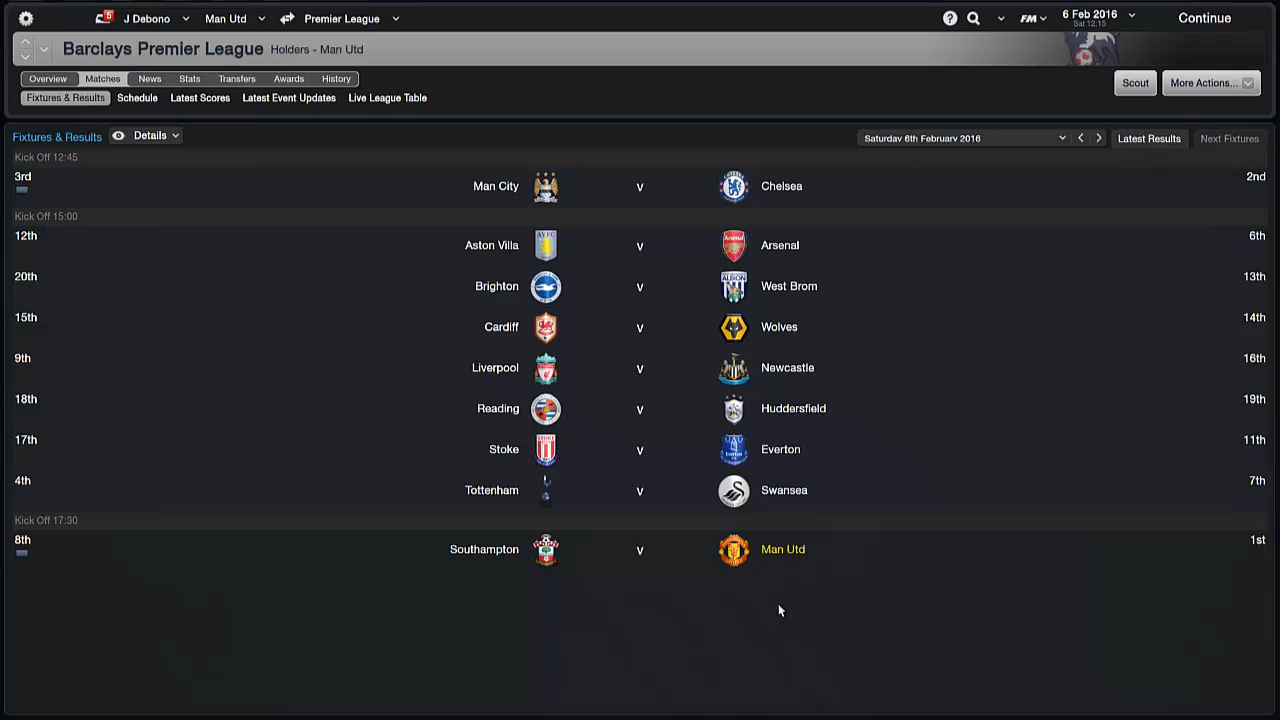 5 J Debono Man Utd Premier League FM 6 Feb 2016 Continue
Sat 12.15
Barclays Premier League Holders - Man Utd
Overview Matches News Stats Transfers Awards History
Scout More Actions...
Fixtures & Results Schedule Latest Scores Latest Event Updates Live League Table
Fixtures & Results Details Saturday 6th February 2016 Latest Results Next Fixtures
Kick Off 12:45
3rd Man City v Chelsea 2nd
Kick Off 15:00
12th Aston Villa v Arsenal 6th
20th Brighton v West Brom 13th
15th Cardiff v Wolves 14th
9th Liverpool v Newcastle 16th
18th Reading v Huddersfield 19th
17th Stoke v Everton 11th
4th Tottenham v Swansea 7th
Kick Off 17:30
8th Southampton v Man Utd 1st